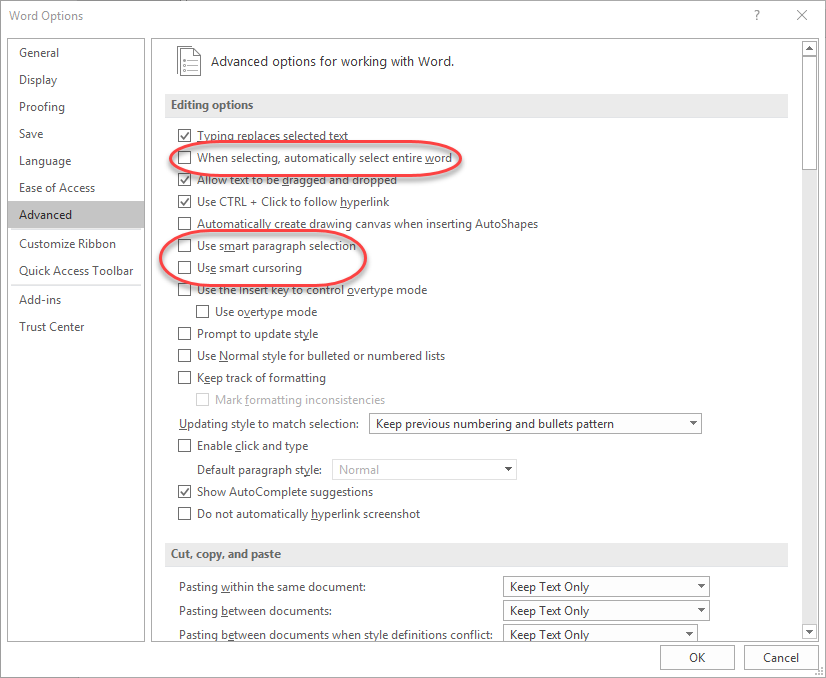 Word Options
?
General
Display
Proofing
Save
Language
Ease of Access
Advanced
Customize Ribbon
Quick Access Toolbar
Add-ins
Trust Center
Advanced options for working with Word.
Editing options
Typing replaces selected text
When selecting, automatically select entire word
Allow text to be dragged and dropped
Use CTRL + Click to follow hyperlink
Automatically create drawing canvas when inserting AutoShapes
Use smart paragraph selection
Use smart cursoring
Use the Insert key to control overtype mode
Use overtype mode
Prompt to update style
Use Normal style for bulleted or numbered lists
Keep track of formatting
Mark formatting inconsistencies
Updating style to match selection: Keep previous numbering and bullets pattern
Enable click and type
Default paragraph style: Normal
Show AutoComplete suggestions
Do not automatically hyperlink screenshot
Cut, copy, and paste
Pasting within the same document: Keep Text Only
Pasting between documents: Keep Text Only
Pasting between documents when style definitions conflict: Keep Text Only
OK Cancel